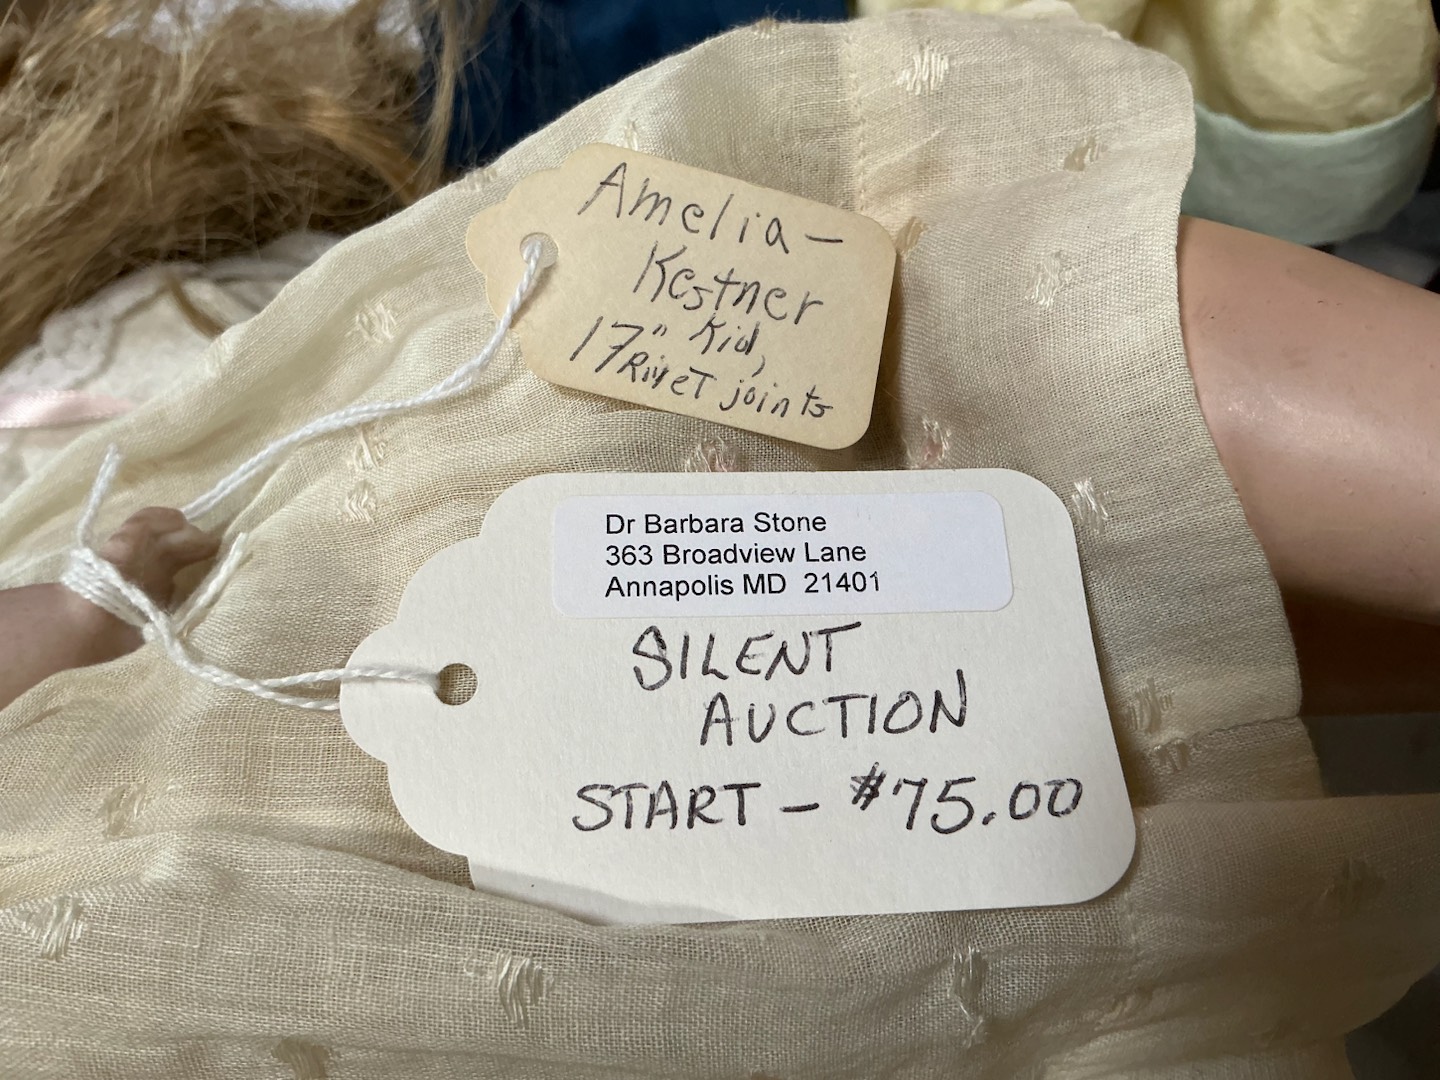 Amelia -
Kestner
17" Kid,
Rivet joints
Dr Barbara Stone
363 Broadview Lane
Annapolis MD 21401
SILENT
AUCTION
START - $75.00